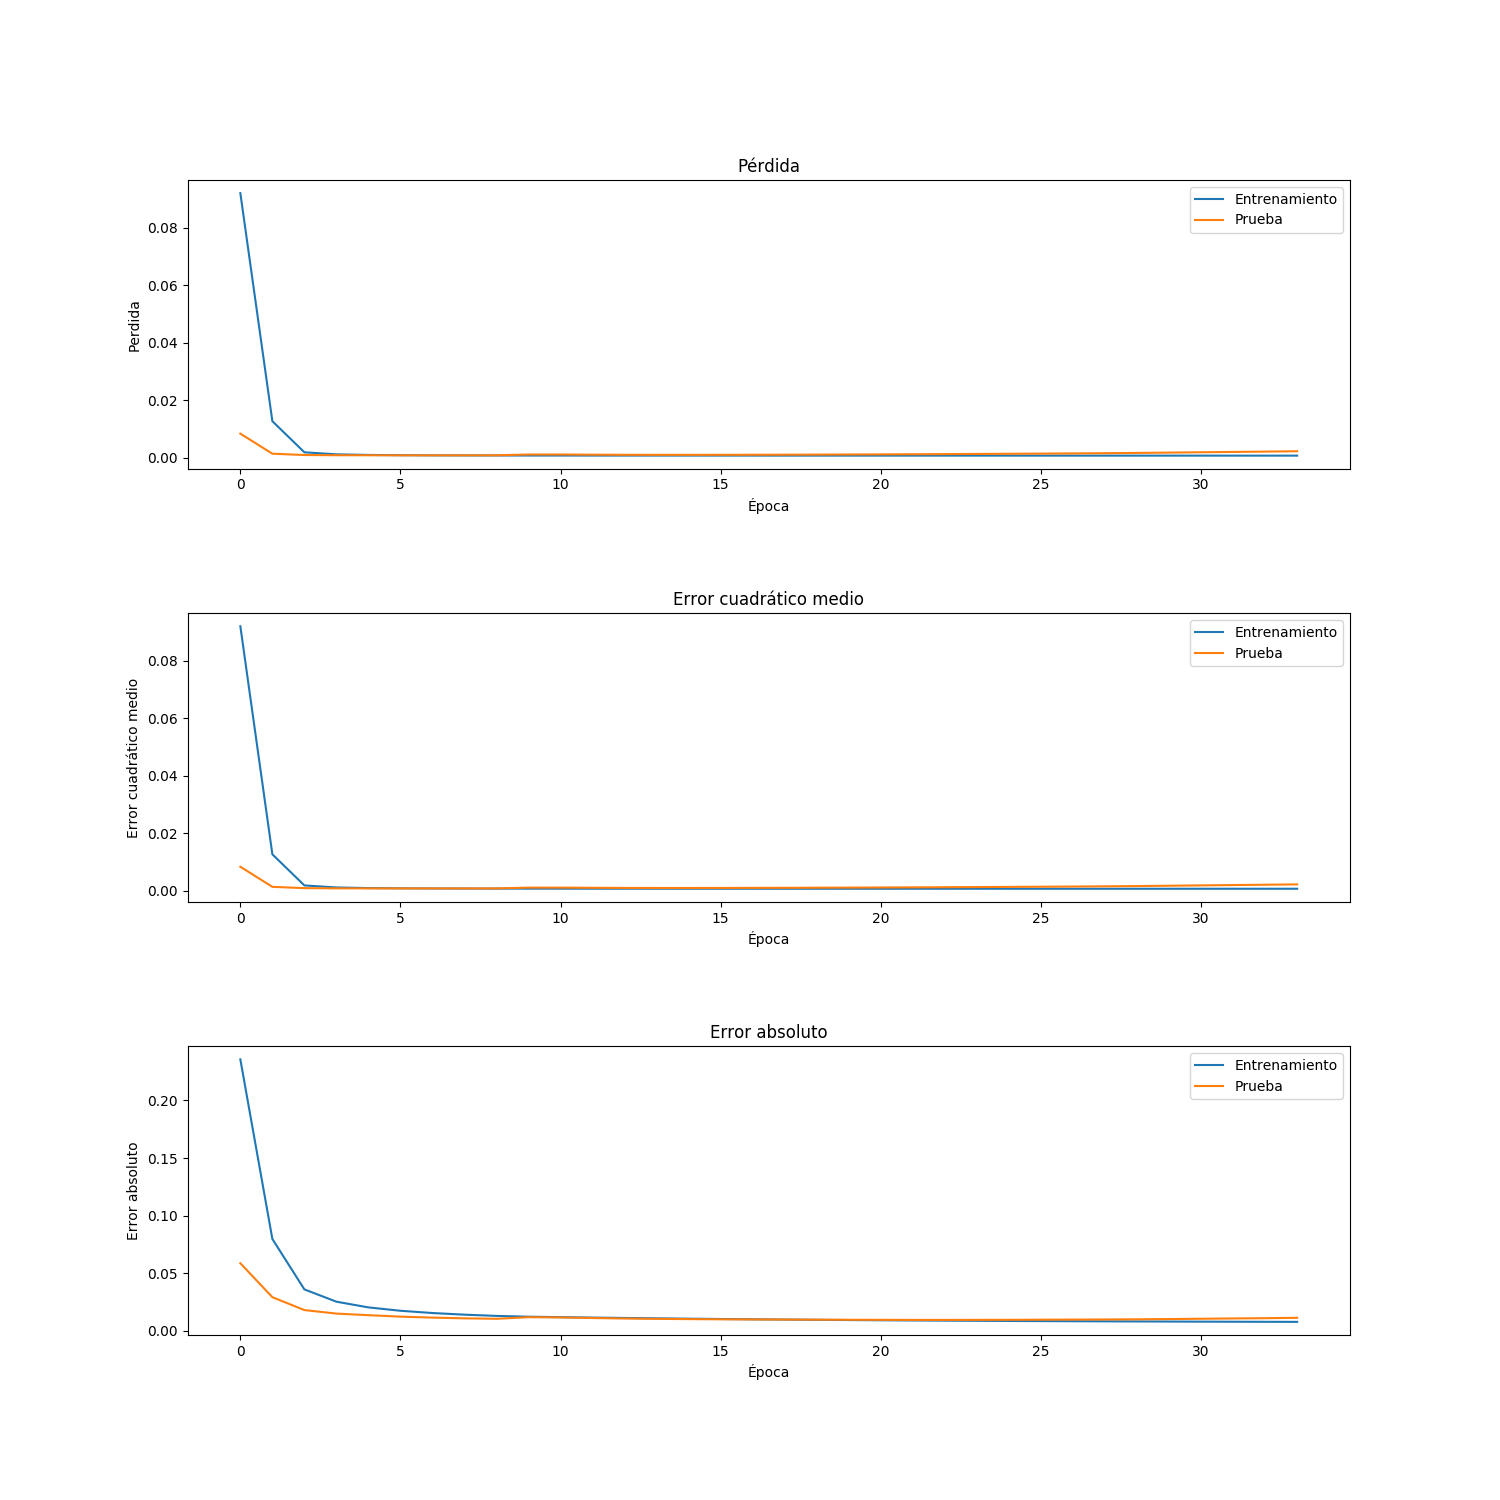 Pérdida
Entrenamiento
Prueba
0.08
0.06
0.04
0.02
0.00
Perdida
0 5 10 15 20 25 30
Época
Error cuadrático medio
Entrenamiento
Prueba
0.08
0.06
0.04
0.02
0.00
Error cuadrático medio
0 5 10 15 20 25 30
Época
Error absoluto
Entrenamiento
Prueba
0.20
0.15
0.10
0.05
0.00
Error absoluto
0 5 10 15 20 25 30
Época